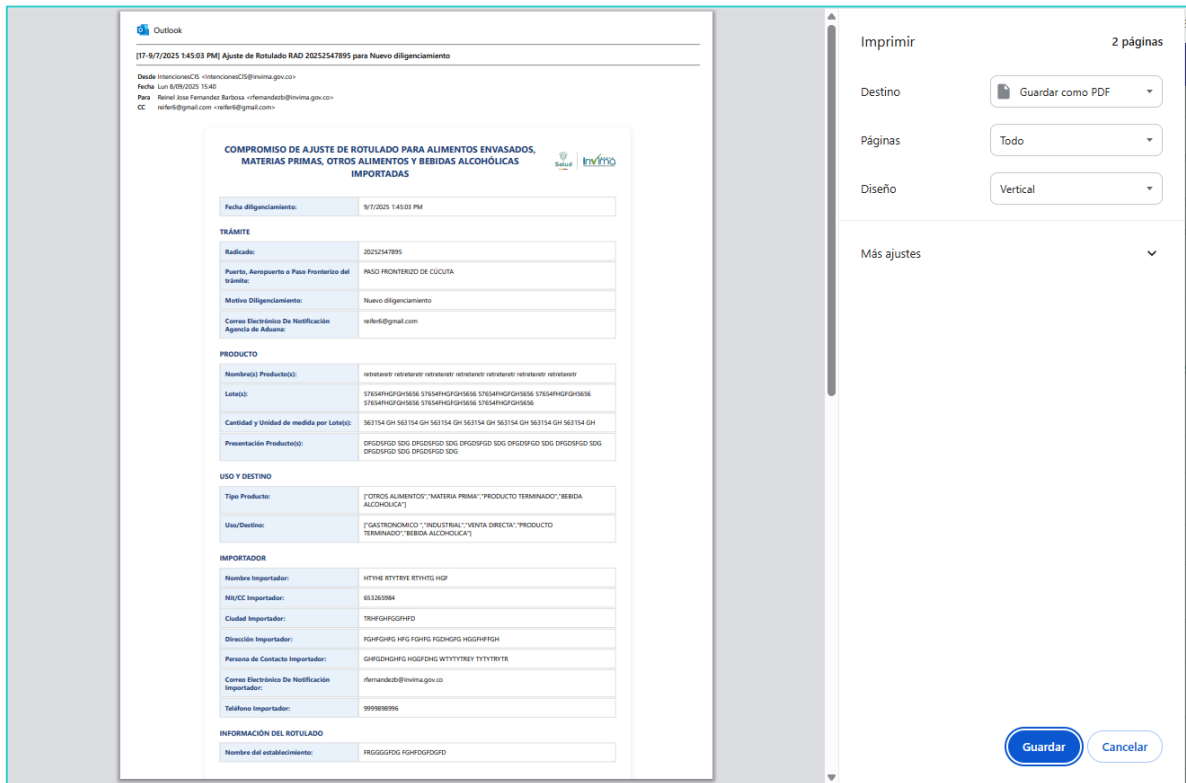 Outlook
[17-9/7/2025 1:45:03 PM] Ajuste de Rotulado RAD 20252547895 para Nuevo diligenciamiento
Desde IntencionesCIS <IntencionesCIS@invima.gov.co>
Fecha Lun 8/09/2025 15:40
Para Reinel Jose Fernandez Barbosa <rfernandezb@invima.gov.co>
CC reifer6@gmail.com <reifer6@gmail.com>
COMPROMISO DE AJUSTE DE ROTULADO PARA ALIMENTOS ENVASADOS,
MATERIAS PRIMAS, OTROS ALIMENTOS Y BEBIDAS ALCOHÓLICAS
IMPORTADAS
Salud invima
Fecha diligenciamiento: 9/7/2025 1:45:03 PM
TRÁMITE
Radicado: 20252547895
Puerto, Aeropuerto o Paso Fronterizo del
trámite:
PASO FRONTERIZO DE CÚCUTA
Motivo Diligenciamiento: Nuevo diligenciamiento
Correo Electrónico De Notificación
Agencia de Aduana:
reifer6@gmail.com
PRODUCTO
Nombre(s) Producto(s): retreteretr retreteretr retreteretr retreteretr retreteretr retreteretr retreteretr
Lote(s): 57654FHGFGH5656 57654FHGFGH5656 57654FHGFGH5656 57654FHGFGH5656
57654FHGFGH5656 57654FHGFGH5656 57654FHGFGH5656
Cantidad y Unidad de medida por Lote(s): 563154 GH 563154 GH 563154 GH 563154 GH 563154 GH 563154 GH 563154 GH
Presentación Producto(s): DFGDSFGD SDG DFGDSFGD SDG DFGDSFGD SDG DFGDSFGD SDG DFGDSFGD SDG
DFGDSFGD SDG DFGDSFGD SDG
USO Y DESTINO
Tipo Producto: ["OTROS ALIMENTOS","MATERIA PRIMA","PRODUCTO TERMINADO","BEBIDA
ALCOHOLICA"]
Uso/Destino: ["GASTRONOMICO ","INDUSTRIAL","VENTA DIRECTA","PRODUCTO
TERMINADO","BEBIDA ALCOHOLICA"]
IMPORTADOR
Nombre Importador: HTYHE RTYTRYE RTYHTG HGF
Nit/CC Importador: 653265984
Ciudad Importador: TRHFGHFGGFHFD
Dirección Importador: FGHFGHFG HFG FGHFG FGDHGFG HGGFHFFGH
Persona de Contacto Importador: GHFGDHGHFG HGGFDHG WTYTYTREY TYTYTRYTR
Correo Electrónico De Notificación
Importador:
rfernandezb@invima.gov.co
Teléfono Importador: 9999898996
INFORMACIÓN DEL ROTULADO
Nombre del establecimiento: FRGGGGFDG FGHFDGFDGFD
Imprimir 2 páginas
Destino Guardar como PDF
Páginas Todo
Diseño Vertical
Más ajustes
Guardar Cancelar